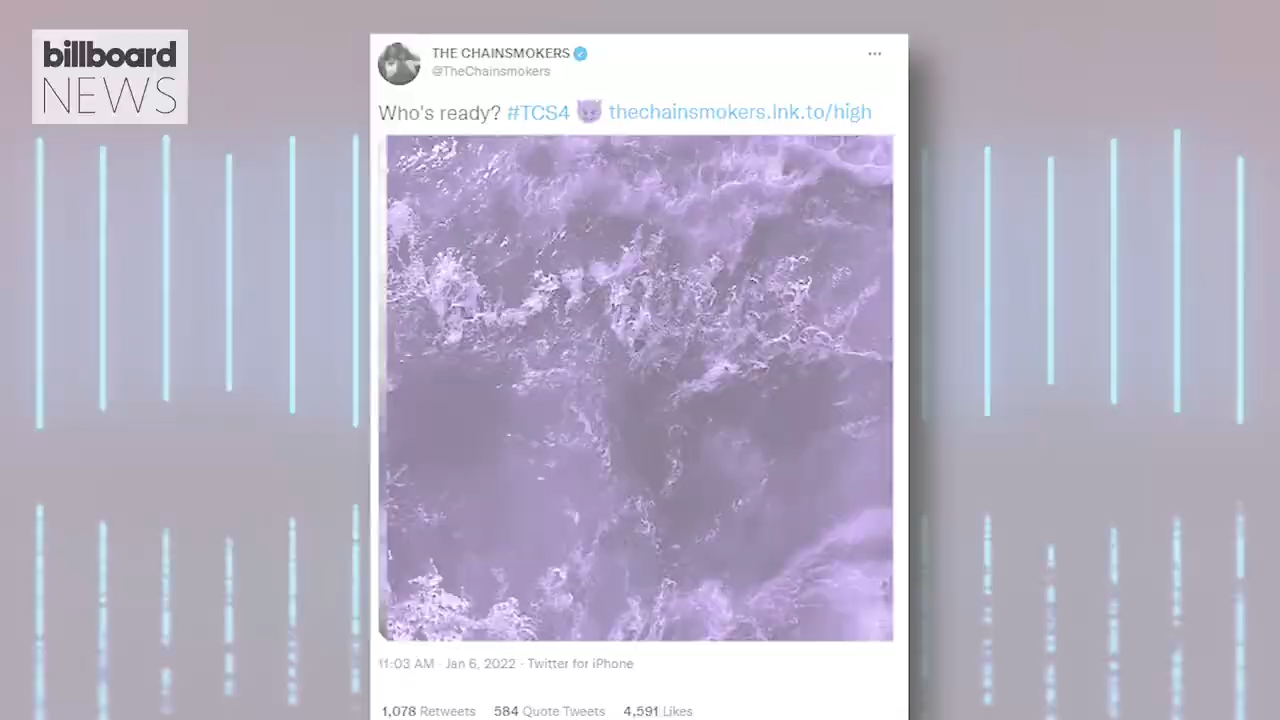 billboard
NEWS
THE CHAINSMOKERS
@TheChainsmokers
Who's ready? #TCS4 😈 thechainsmokers.lnk.to/high
11:03 AM · Jan 6, 2022 · Twitter for iPhone
1,078 Retweets 584 Quote Tweets 4,591 Likes